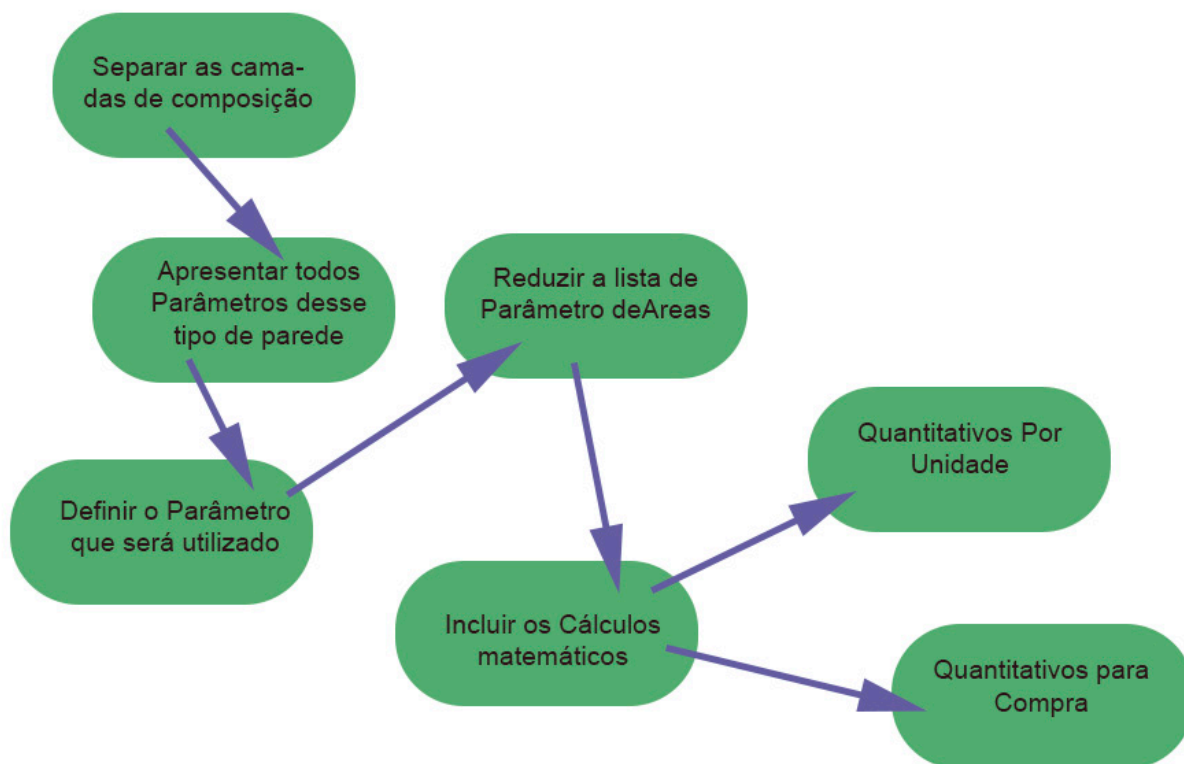 Separar as cama-
das de composição
Apresentar todos
Parâmetros desse
tipo de parede
Definir o Parâmetro
que será utilizado
Reduzir a lista de
Parâmetro deAreas
Incluir os Cálculos
matemáticos
Quantitativos Por
Unidade
Quantitativos para
Compra